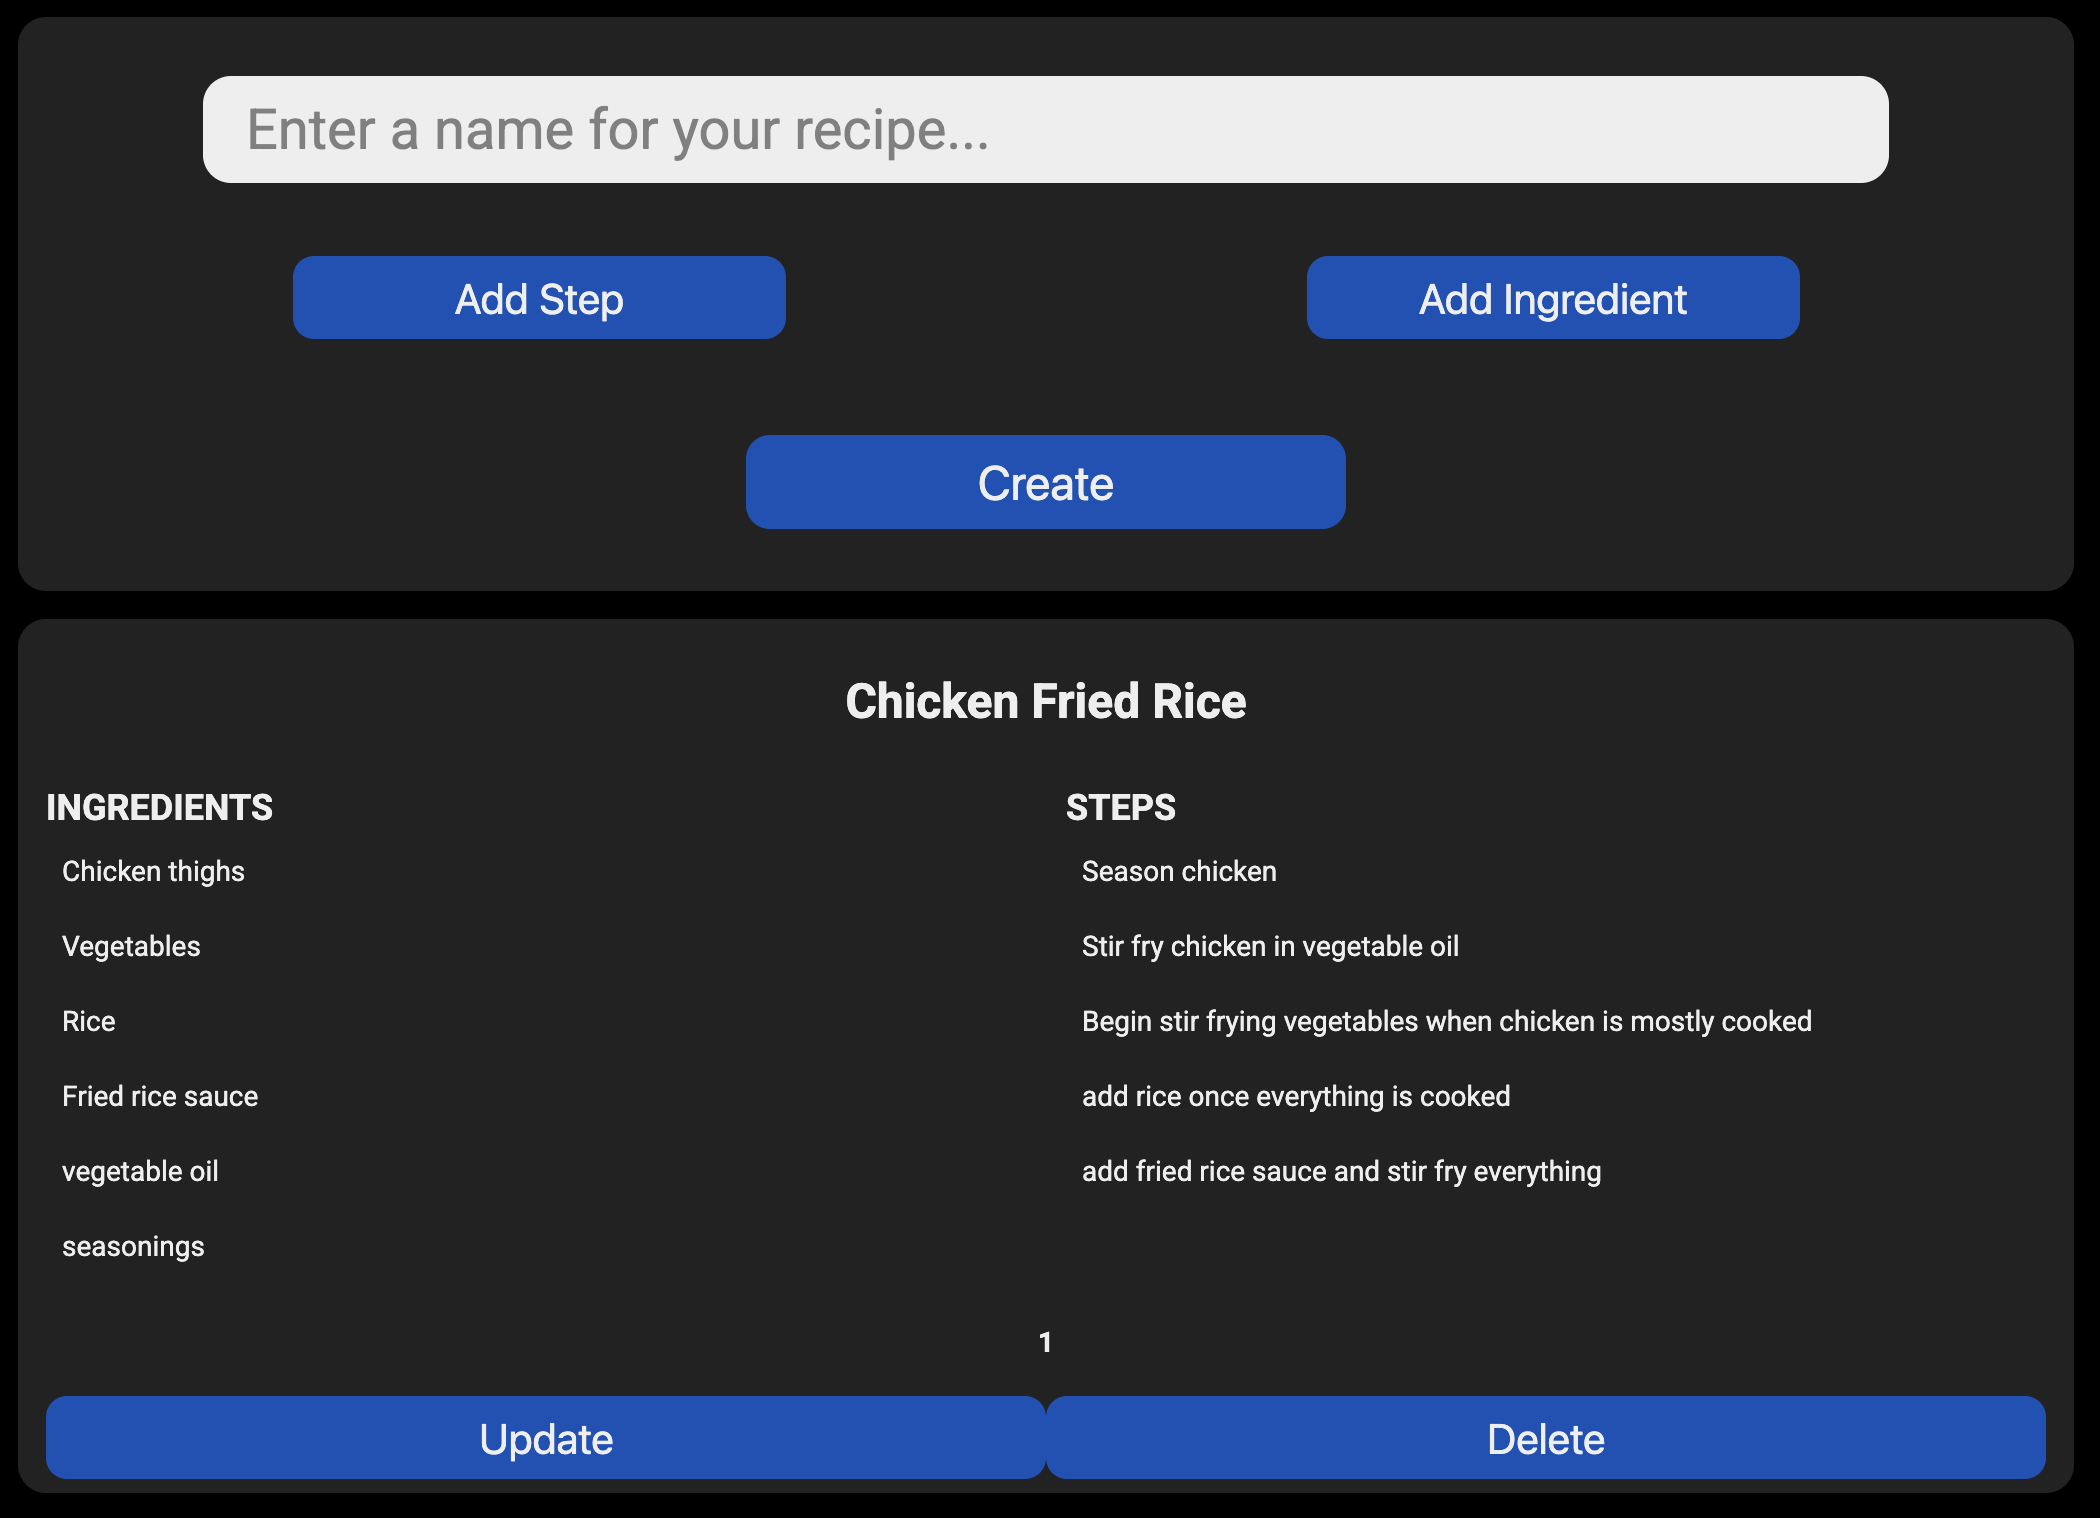 Enter a name for your recipe...
Add Step
Add Ingredient
Create
Chicken Fried Rice
INGREDIENTS
Chicken thighs
Vegetables
Rice
Fried rice sauce
vegetable oil
seasonings
STEPS
Season chicken
Stir fry chicken in vegetable oil
Begin stir frying vegetables when chicken is mostly cooked
add rice once everything is cooked
add fried rice sauce and stir fry everything
1
Update
Delete